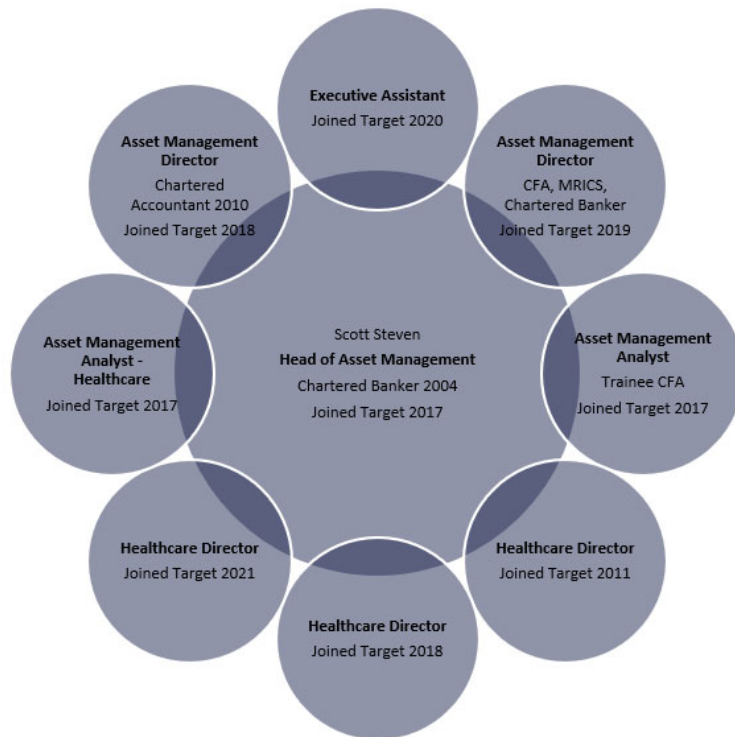 Executive Assistant
Joined Target 2020
Asset Management
Director
Chartered
Accountant 2010
Joined Target 2018
Asset Management
Director
CFA, MRICS,
Chartered Banker
Joined Target 2019
Scott Steven
Head of Asset Management
Chartered Banker 2004
Joined Target 2017
Asset Management
Analyst -
Healthcare
Joined Target 2017
Asset Management
Analyst
Trainee CFA
Joined Target 2017
Healthcare Director
Joined Target 2021
Healthcare Director
Joined Target 2011
Healthcare Director
Joined Target 2018